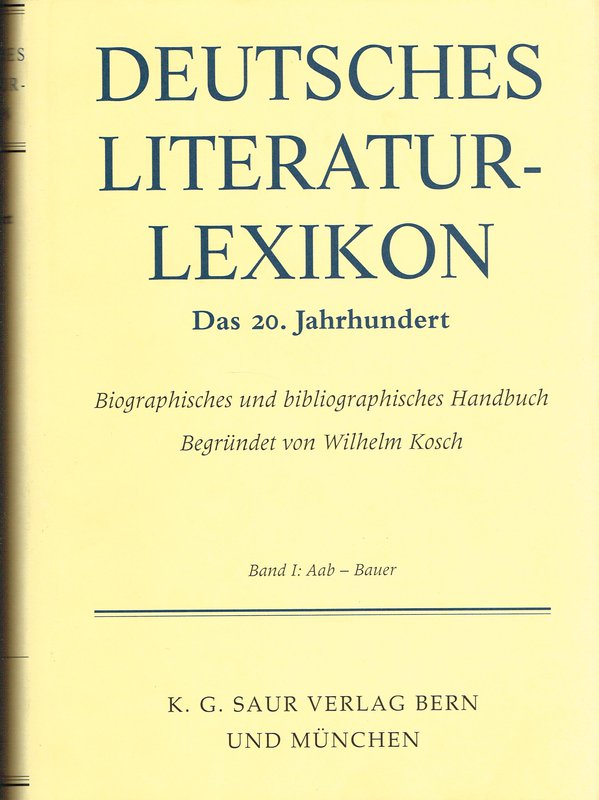 DEUTSCHES
LITERATUR-
LEXIKON
Das 20. Jahrhundert
Biographisches und bibliographisches Handbuch
Begründet von Wilhelm Kosch
Band I: Aab – Bauer
K. G. SAUR VERLAG BERN
UND MÜNCHEN